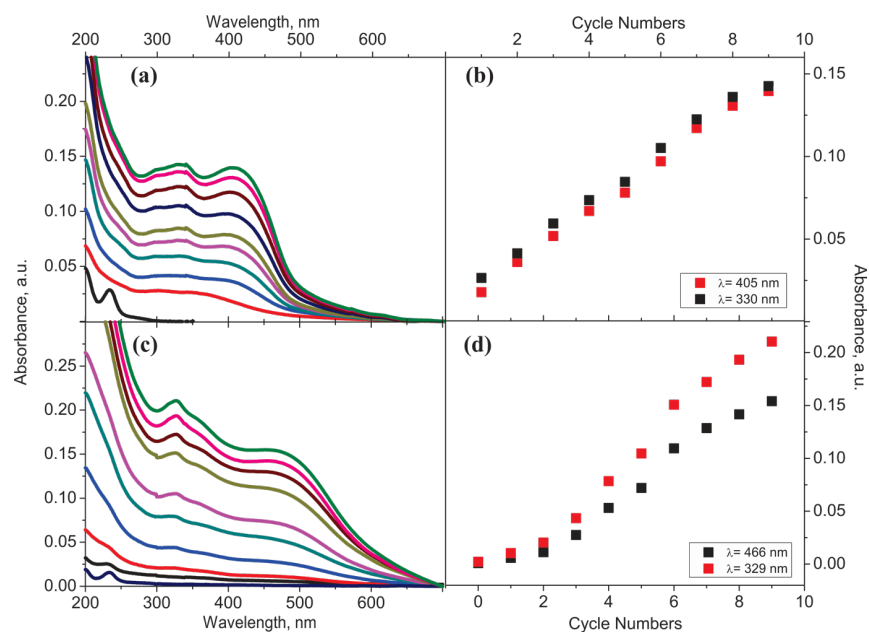 Wavelength, nm
Cycle Numbers
200 300 400 500 600
2 4 6 8 10
(a)
(b)
0.20
0.15
0.10
0.05
0.15
0.10
0.05
λ= 405 nm
λ= 330 nm
Absorbance, a.u.
Absorbance, a.u.
(c)
(d)
0.25
0.20
0.15
0.10
0.05
0.00
0.20
0.15
0.10
0.05
0.00
λ= 466 nm
λ= 329 nm
200 300 400 500 600
0 2 4 6 8 10
Wavelength, nm
Cycle Numbers